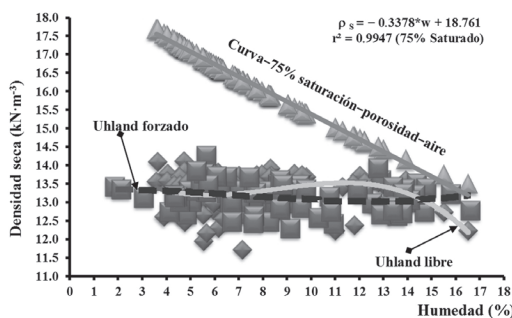 ρ s = − 0.3378*w + 18.761
r² = 0.9947 (75% Saturado)
Curva–75% saturación–porosidad–aire
Uhland forzado
Uhland libre
Densidad seca (kN·m⁻³)
18.0
17.5
17.0
16.5
16.0
15.5
15.0
14.5
14.0
13.5
13.0
12.5
12.0
11.5
11.0
0 1 2 3 4 5 6 7 8 9 10 11 12 13 14 15 16 17 18
Humedad (%)